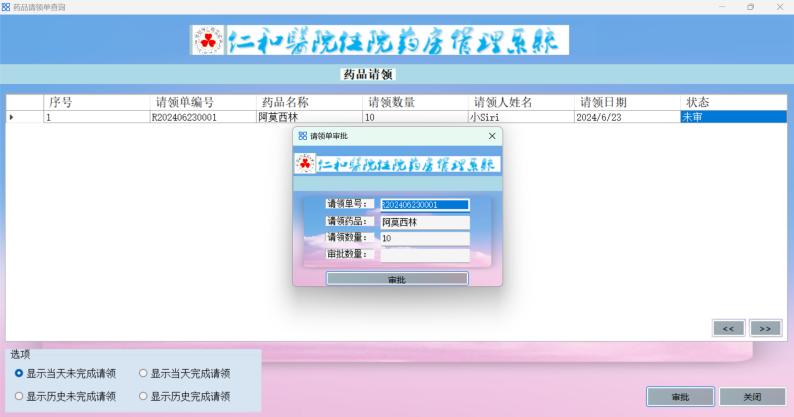 药品请领单查询
仁和醫院住院药房管理系統
药品请领
序号 请领单编号 药品名称 请领数量 请领人姓名 请领日期 状态
1 R202406230001 阿莫西林 10 小Siri 2024/6/23 未审
请领单审批
仁和醫院住院药房管理系統
请领单号： R202406230001
请领药品： 阿莫西林
请领数量： 10
审批数量：
审批
<< >>
选项
显示当天未完成请领 显示当天完成请领
显示历史未完成请领 显示历史完成请领
审批 关闭